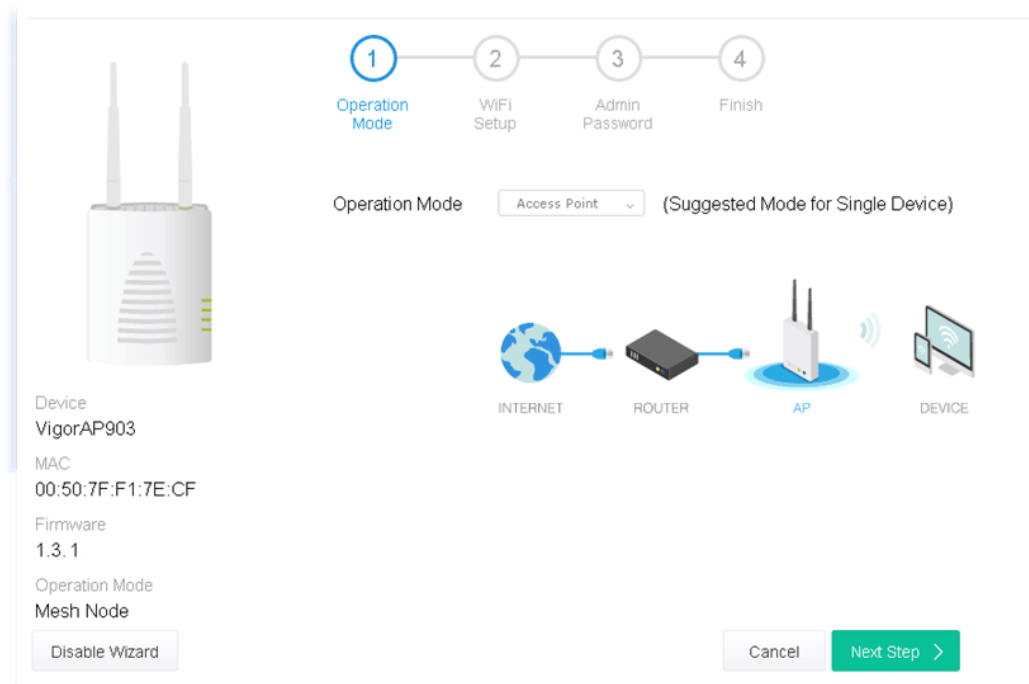 1
2
3
4
Operation
Mode
WiFi
Setup
Admin
Password
Finish
Operation Mode
Access Point
(Suggested Mode for Single Device)
INTERNET
ROUTER
AP
DEVICE
Device
VigorAP903
MAC
00:50:7F:F1:7E:CF
Firmware
1.3.1
Operation Mode
Mesh Node
Disable Wizard
Cancel
Next Step